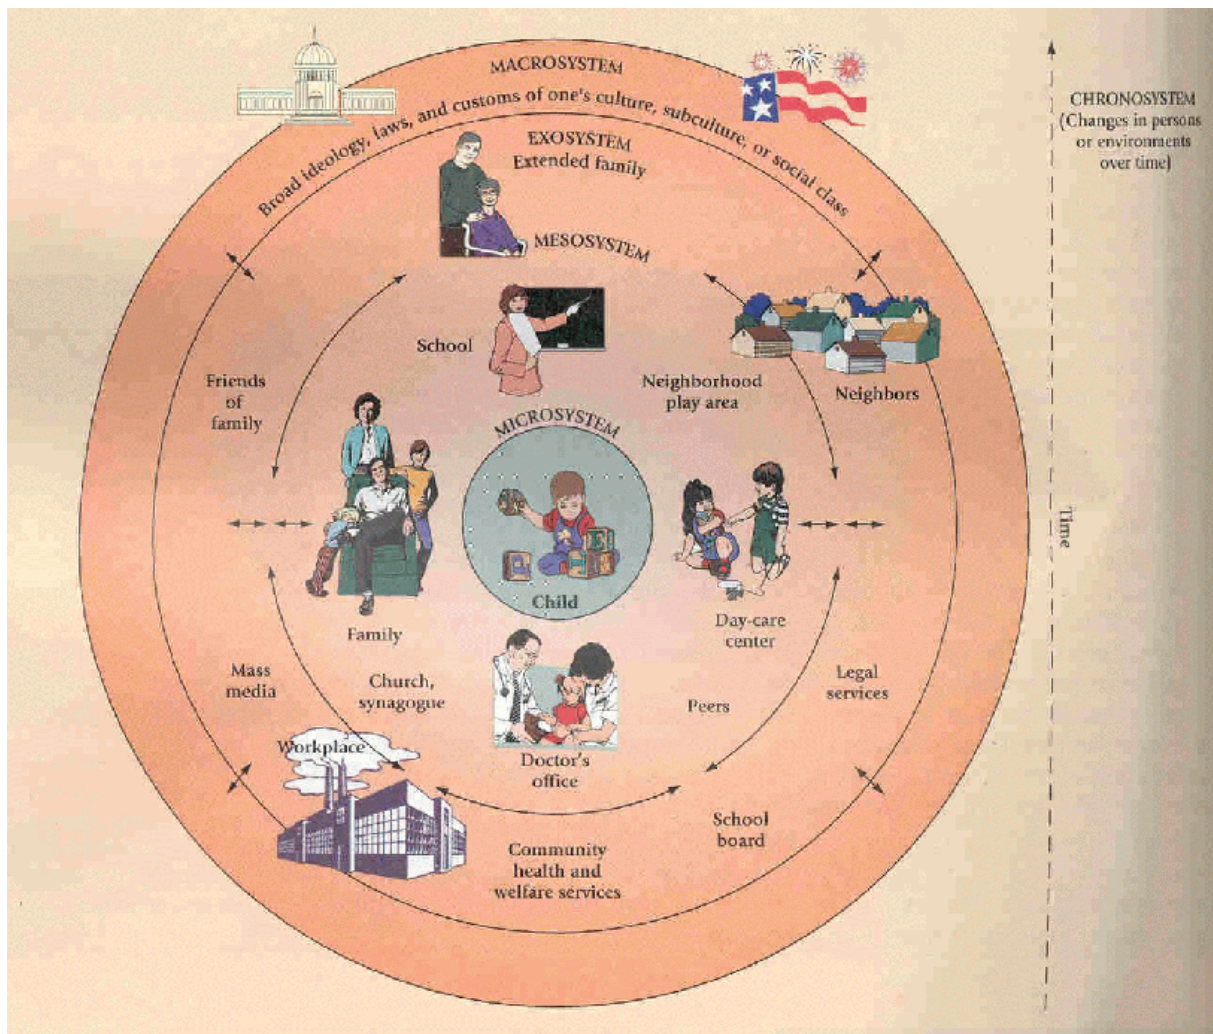 MACROSYSTEM
Broad ideology, laws, and customs of one's culture, subculture, or social class
EXOSYSTEM
Extended family
MESOSYSTEM
CHRONOSYSTEM
(Changes in persons
or environments
over time)
School
Neighborhood
play area
Neighbors
Friends
of
family
MICROSYSTEM
Time
Child
Family
Day-care
center
Mass
media
Church,
synagogue
Peers
Legal
services
Workplace
Doctor's
office
School
board
Community
health and
welfare services